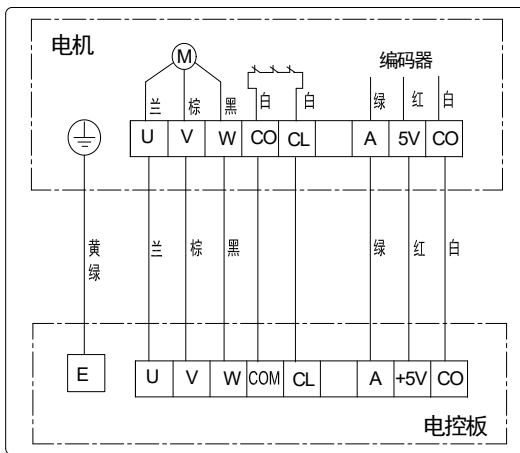 电机
编码器
M
兰 棕 黑 白 白 绿 红 白
U V W CO CL A 5V CO
黄绿 兰 棕 黑 绿 红 白
E U V W COM CL A +5V CO
电控板